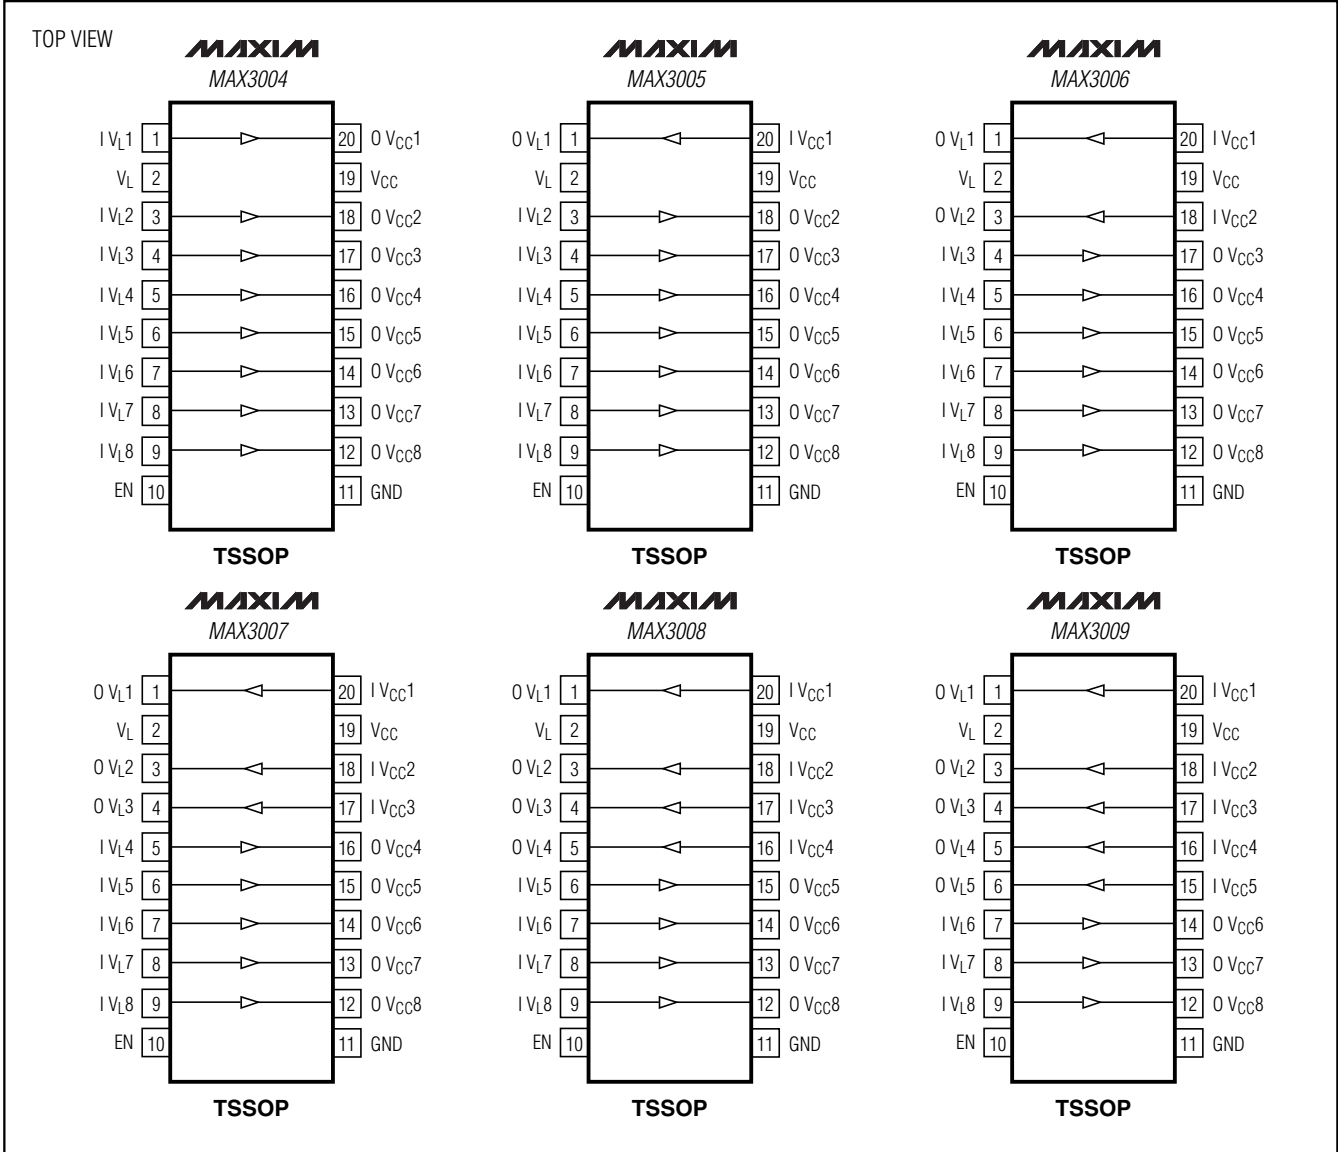 TOP VIEW
MAXIM MAXIM MAXIM
MAX3004 MAX3005 MAX3006
I VL1 1 20 O VCC1 O VL1 1 20 I VCC1 O VL1 1 20 I VCC1
VL 2 19 VCC VL 2 19 VCC VL 2 19 VCC
I VL2 3 18 O VCC2 I VL2 3 18 O VCC2 O VL2 3 18 I VCC2
I VL3 4 17 O VCC3 I VL3 4 17 O VCC3 I VL3 4 17 O VCC3
I VL4 5 16 O VCC4 I VL4 5 16 O VCC4 I VL4 5 16 O VCC4
I VL5 6 15 O VCC5 I VL5 6 15 O VCC5 I VL5 6 15 O VCC5
I VL6 7 14 O VCC6 I VL6 7 14 O VCC6 I VL6 7 14 O VCC6
I VL7 8 13 O VCC7 I VL7 8 13 O VCC7 I VL7 8 13 O VCC7
I VL8 9 12 O VCC8 I VL8 9 12 O VCC8 I VL8 9 12 O VCC8
EN 10 11 GND EN 10 11 GND EN 10 11 GND
TSSOP TSSOP TSSOP
MAXIM MAXIM MAXIM
MAX3007 MAX3008 MAX3009
O VL1 1 20 I VCC1 O VL1 1 20 I VCC1 O VL1 1 20 I VCC1
VL 2 19 VCC VL 2 19 VCC VL 2 19 VCC
O VL2 3 18 I VCC2 O VL2 3 18 I VCC2 O VL2 3 18 I VCC2
O VL3 4 17 I VCC3 O VL3 4 17 I VCC3 O VL3 4 17 I VCC3
I VL4 5 16 O VCC4 O VL4 5 16 I VCC4 O VL4 5 16 I VCC4
I VL5 6 15 O VCC5 I VL5 6 15 O VCC5 O VL5 6 15 I VCC5
I VL6 7 14 O VCC6 I VL6 7 14 O VCC6 I VL6 7 14 O VCC6
I VL7 8 13 O VCC7 I VL7 8 13 O VCC7 I VL7 8 13 O VCC7
I VL8 9 12 O VCC8 I VL8 9 12 O VCC8 I VL8 9 12 O VCC8
EN 10 11 GND EN 10 11 GND EN 10 11 GND
TSSOP TSSOP TSSOP